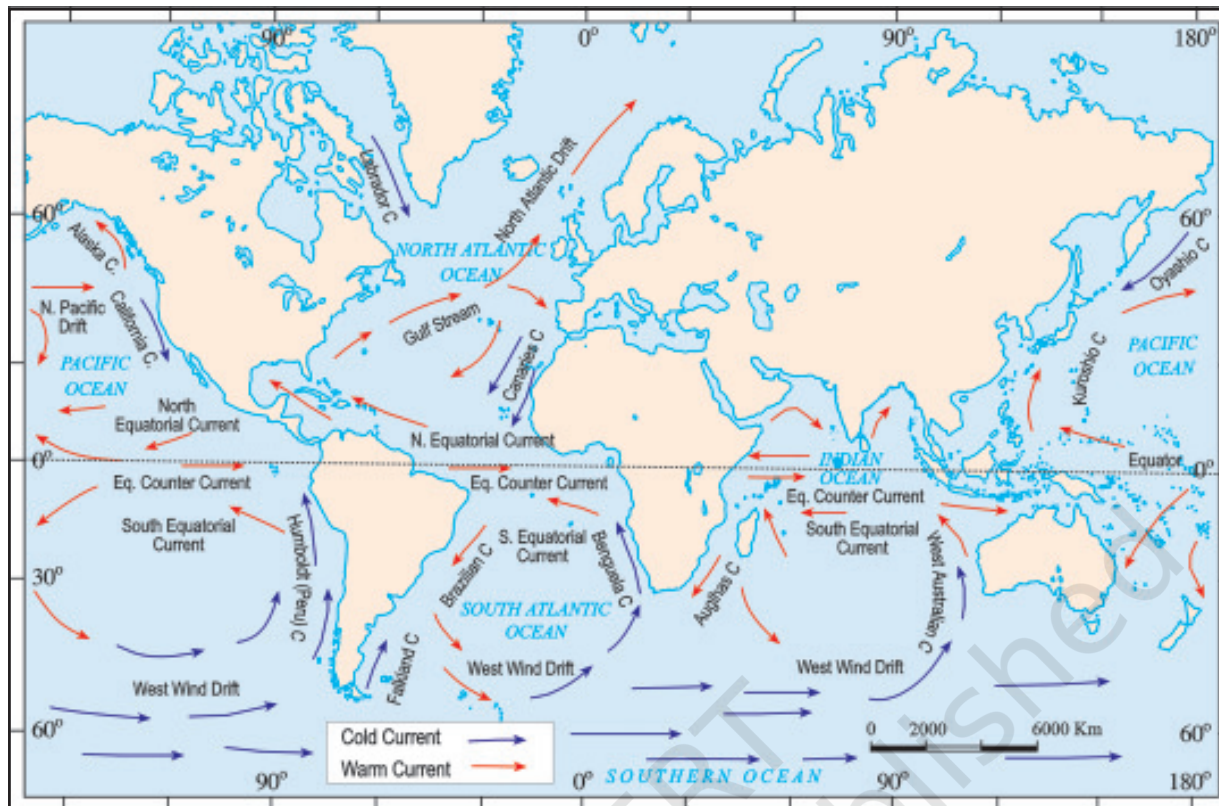 90° 0° 90° 180°
Labrador C.
North Atlantic Drift
60° 60°
Alaska C.
NORTH ATLANTIC
OCEAN
Oyashio C
N. Pacific
Drift
California C.
Gulf Stream
Canapes C
PACIFIC
OCEAN
Kuroshio C
PACIFIC
OCEAN
North
Equatorial Current
N. Equatorial Current
0° Equator 0°
INDIAN
OCEAN
Eq. Counter Current
Eq. Counter Current
Eq. Counter Current
South Equatorial
Current
Humboldt (Peru) C
Brazilian C
S. Equatorial
Current
Benguela C
Auglhas C
South Equatorial
Current
West Australian C
30° 30°
SOUTH ATLANTIC
OCEAN
West Wind Drift
Falkland C
West Wind Drift
West Wind Drift
60° 60°
Cold Current
Warm Current
0 2000 6000 Km
SOUTHERN OCEAN
90° 0° 90° 180°